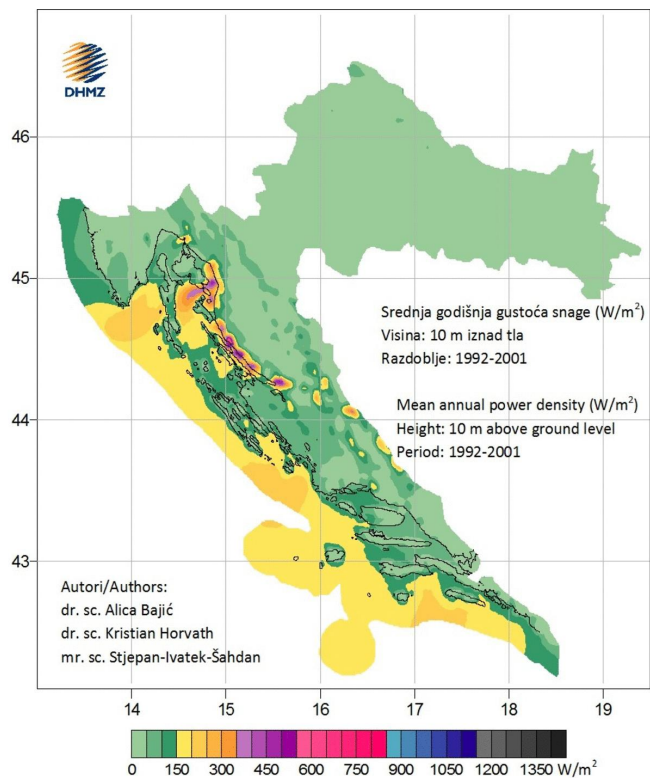 DHMZ
46
45
44
43
Srednja godišnja gustoća snage (W/m²)
Visina: 10 m iznad tla
Razdoblje: 1992-2001
Mean annual power density (W/m²)
Height: 10 m above ground level
Period: 1992-2001
Autori/Authors:
dr. sc. Alica Bajić
dr. sc. Kristian Horvath
mr. sc. Stjepan-Ivatek-Šahdan
14 15 16 17 18 19
0 150 300 450 600 750 900 1050 1200 1350 W/m²